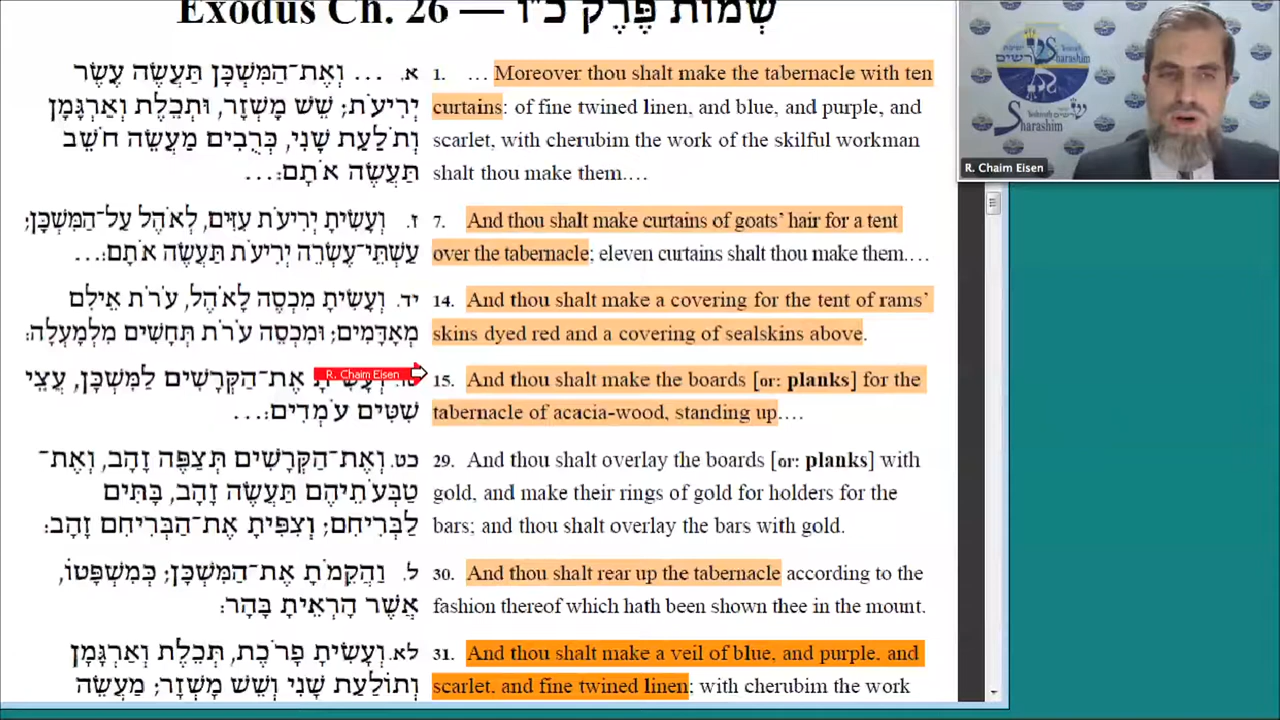 Exodus Ch. 26 — שְׁמוֹת פֶּרֶק כ"ו
א. ... וְאֶת־הַמִּשְׁכָּן תַּעֲשֶׂה עֶשֶׂר
יְרִיעֹת; שֵׁשׁ מָשְׁזָר, וּתְכֵלֶת וְאַרְגָּמָן
וְתֹלַעַת שָׁנִי, כְּרֻבִים מַעֲשֵׂה חֹשֵׁב
תַּעֲשֶׂה אֹתָם:...
1. ... Moreover thou shalt make the tabernacle with ten
curtains: of fine twined linen, and blue, and purple, and
scarlet, with cherubim the work of the skilful workman
shalt thou make them....
ז. וְעָשִׂיתָ יְרִיעֹת עִזִּים, לְאֹהֶל עַל־הַמִּשְׁכָּן;
עַשְׁתֵּי־עֶשְׂרֵה יְרִיעֹת תַּעֲשֶׂה אֹתָם:...
7. And thou shalt make curtains of goats’ hair for a tent
over the tabernacle; eleven curtains shalt thou make them....
יד. וְעָשִׂיתָ מִכְסֶה לָאֹהֶל, עֹרֹת אֵילִם
מְאָדָּמִים; וּמִכְסֵה עֹרֹת תְּחָשִׁים מִלְמָעְלָה:
14. And thou shalt make a covering for the tent of rams’
skins dyed red and a covering of sealskins above.
אֶת־הַקְּרָשִׁים לַמִּשְׁכָּן, עֲצֵי
שִׁטִּים עֹמְדִים:...
15. And thou shalt make the boards [or: planks] for the
tabernacle of acacia-wood, standing up....
כט. וְאֶת־הַקְּרָשִׁים תְּצַפֶּה זָהָב, וְאֶת־
טַבְּעֹתֵיהֶם תַּעֲשֶׂה זָהָב, בָּתִּים
לַבְּרִיחִם; וְצִפִּיתָ אֶת־הַבְּרִיחִם זָהָב:
29. And thou shalt overlay the boards [or: planks] with
gold, and make their rings of gold for holders for the
bars; and thou shalt overlay the bars with gold.
ל. וַהֲקֵמֹתָ אֶת־הַמִּשְׁכָּן; כְּמִשְׁפָּטוֹ,
אֲשֶׁר הָרְאֵיתָ בָּהָר:
30. And thou shalt rear up the tabernacle according to the
fashion thereof which hath been shown thee in the mount.
לא. וְעָשִׂיתָ פָרֹכֶת, תְּכֵלֶת וְאַרְגָּמָן
וְתוֹלַעַת שָׁנִי וְשֵׁשׁ מָשְׁזָר; מַעֲשֵׂה
31. And thou shalt make a veil of blue, and purple, and
scarlet, and fine twined linen; with cherubim the work
R. Chaim Eisen
R. Chaim Eisen
Yeshivath
Sharashim
שרשים